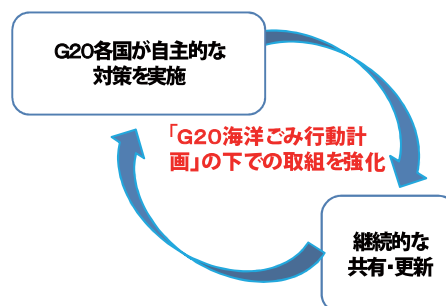 G20各国が自主的な
対策を実施
「G20海洋ごみ行動計
画」の下での取組を強化
継続的な
共有・更新